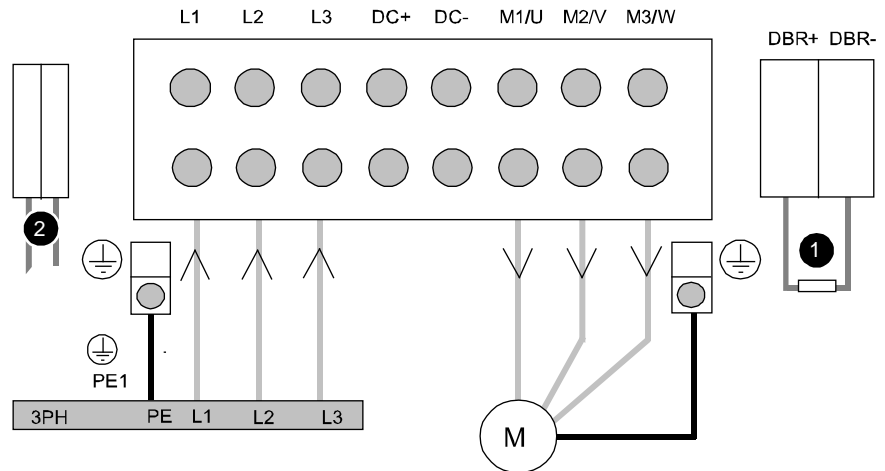 L1 L2 L3 DC+ DC- M1/U M2/V M3/W
DBR+ DBR-
2
1
PE1
3PH PE L1 L2 L3
M